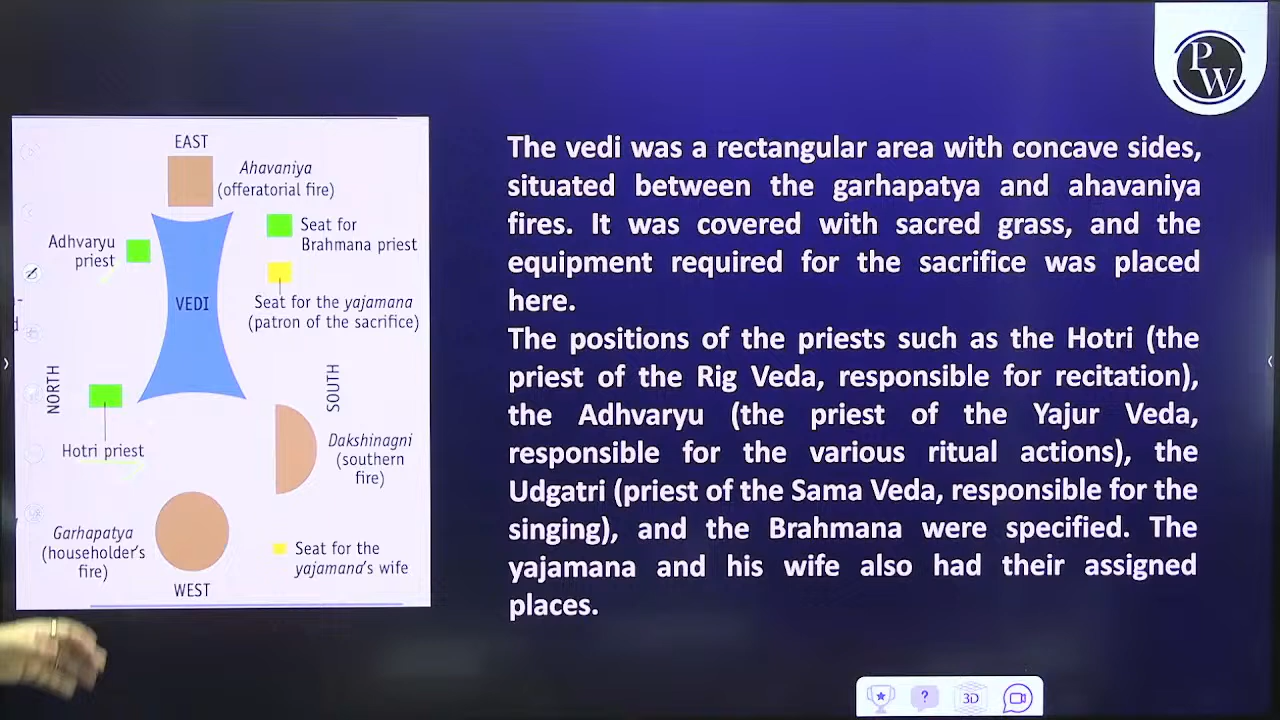 PW
EAST
Ahavaniya
(offeratorial fire)
Seat for
Brahmana priest
Adhvaryu
priest
VEDI
Seat for the yajamana
(patron of the sacrifice)
NORTH
SOUTH
Hotri priest
Dakshinagni
(southern
fire)
Garhapatya
(householder's
fire)
Seat for the
yajamana's wife
WEST
The vedi was a rectangular area with concave sides,
situated between the garhapatya and ahavaniya
fires. It was covered with sacred grass, and the
equipment required for the sacrifice was placed
here.
The positions of the priests such as the Hotri (the
priest of the Rig Veda, responsible for recitation),
the Adhvaryu (the priest of the Yajur Veda,
responsible for the various ritual actions), the
Udgatri (priest of the Sama Veda, responsible for the
singing), and the Brahmana were specified. The
yajamana and his wife also had their assigned
places.
?
3D